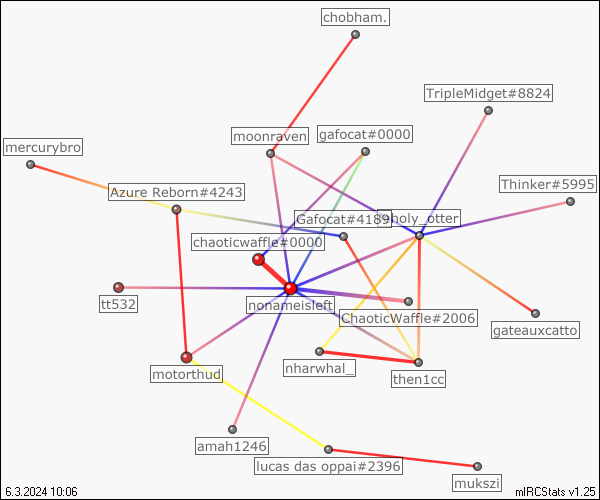 chobham.
TripleMidget#8824
moonraven
gafocat#0000
mercurybro
Thinker#5995
Azure Reborn#4243
Gafocat#4189
holy_otter
chaoticwaffle#0000
tt532
nonameisleft
ChaoticWaffle#2006
gateauxcatto
nharwhal_
motorthud
then1cc
amah1246
lucas das oppai#2396
mukszi
6.3.2024 10:06
mIRCStats v1.25